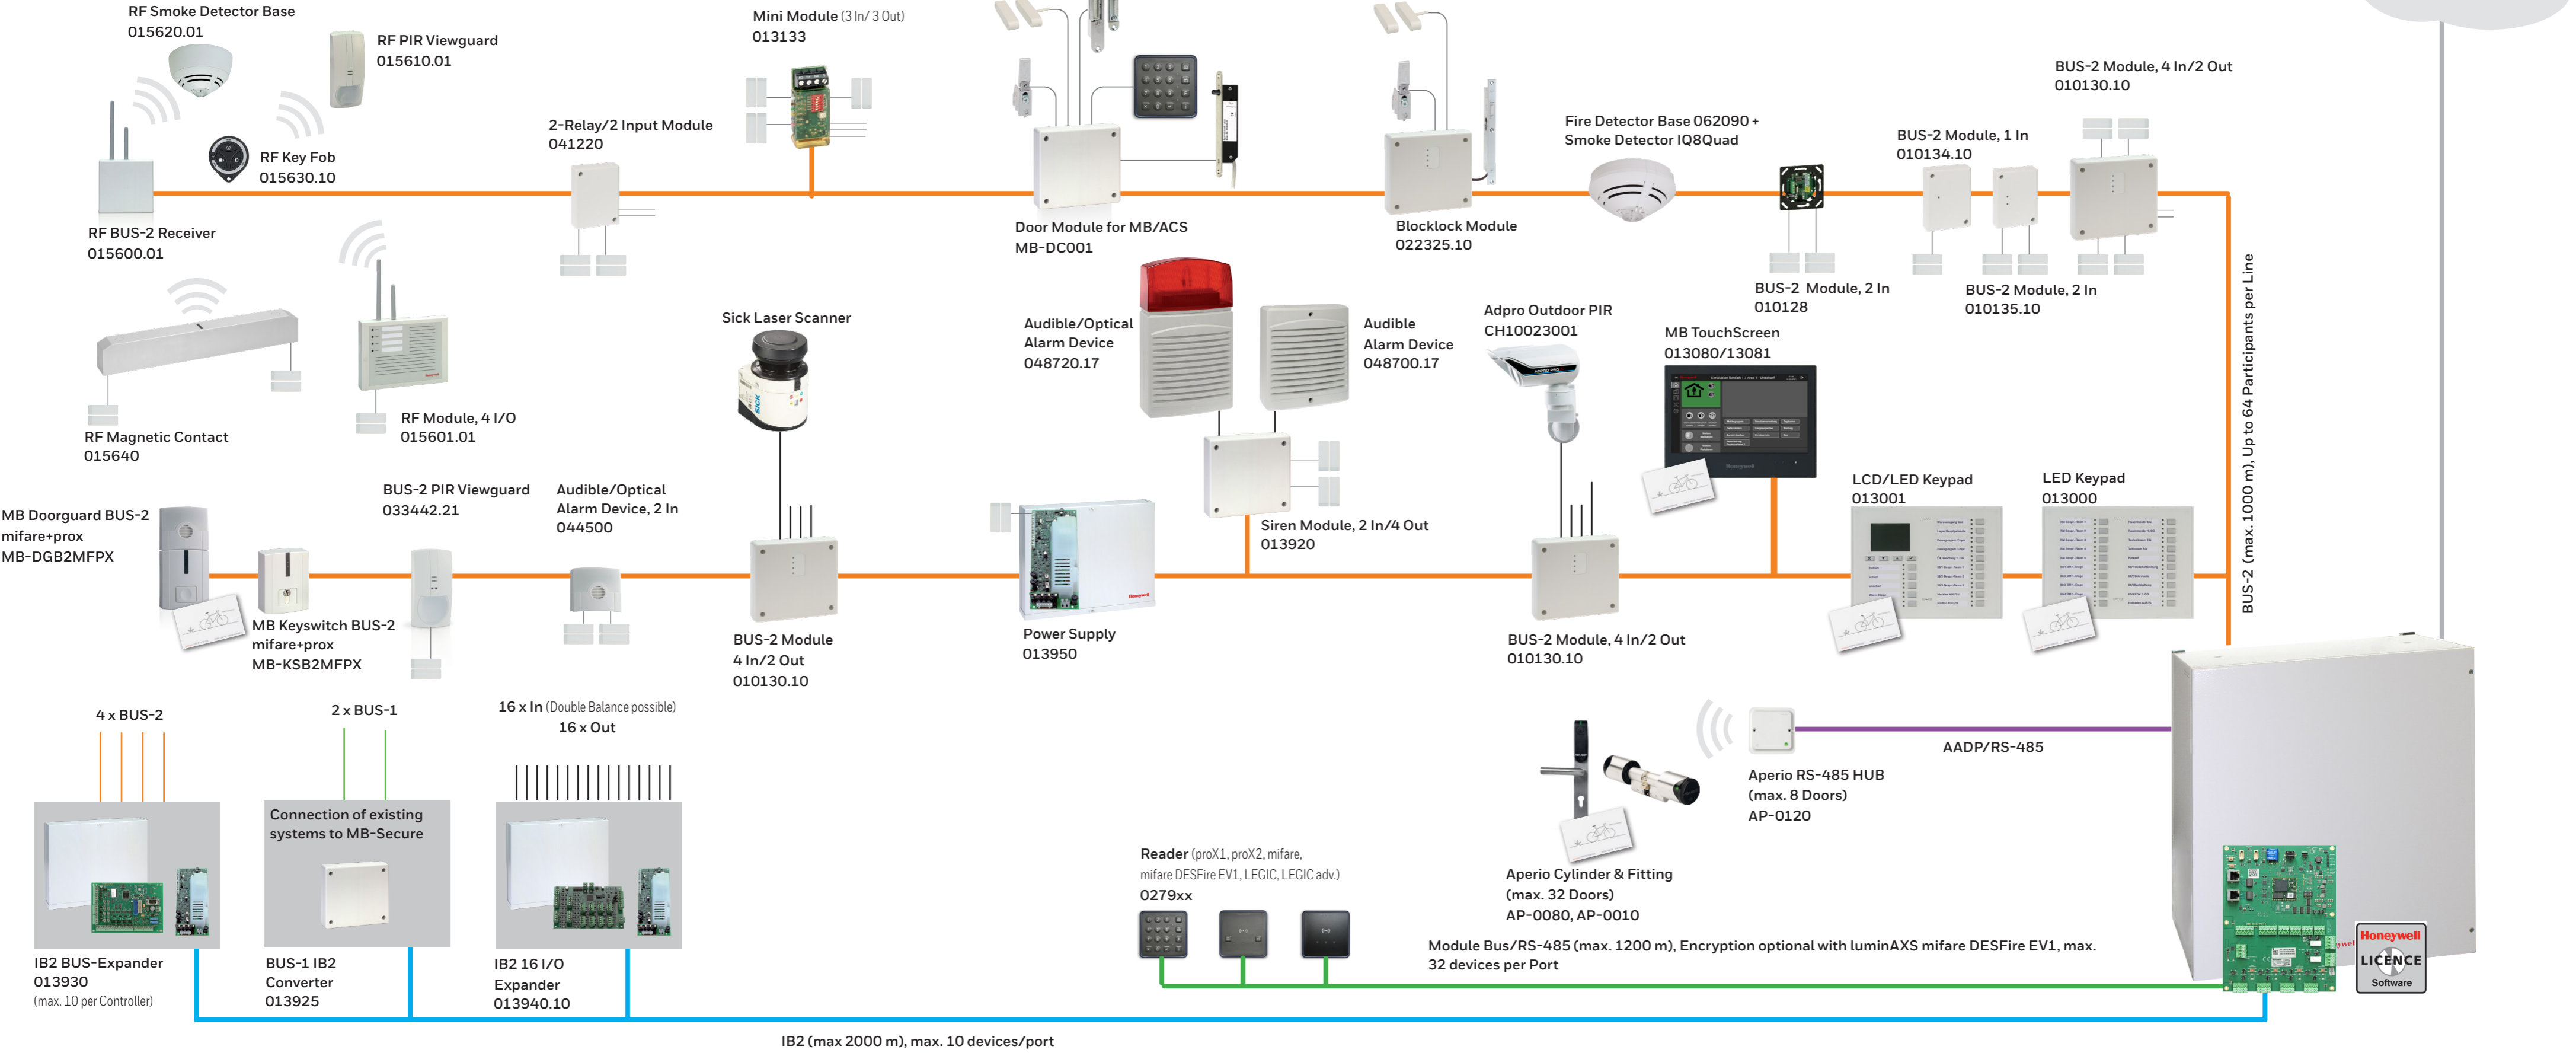 RF Smoke Detector Base
015620.01
RF PIR Viewguard
015610.01
Mini Module (3 In/ 3 Out)
013133
BUS-2 Module, 4 In/2 Out
010130.10
2-Relay/2 Input Module
041220
Fire Detector Base 062090 +
Smoke Detector IQ8Quad
BUS-2 Module, 1 In
010134.10
RF Key Fob
015630.10
RF BUS-2 Receiver
015600.01
Door Module for MB/ACS
MB-DC001
Blocklock Module
022325.10
BUS-2 Module, 2 In
010128
BUS-2 Module, 2 In
010135.10
BUS-2 (max. 1000 m), Up to 64 Participants per Line
Sick Laser Scanner
SICK
Audible/Optical
Alarm Device
048720.17
Audible
Alarm Device
048700.17
Adpro Outdoor PIR
CH10023001
ADPRO PRO
MB TouchScreen
013080/13081
Honeywell
RF Magnetic Contact
015640
RF Module, 4 I/O
015601.01
MB Doorguard BUS-2
mifare+prox
MB-DGB2MFPX
BUS-2 PIR Viewguard
033442.21
Audible/Optical
Alarm Device, 2 In
044500
Siren Module, 2 In/4 Out
013920
LCD/LED Keypad
013001
LED Keypad
013000
MB Keyswitch BUS-2
mifare+prox
MB-KSB2MFPX
BUS-2 Module
4 In/2 Out
010130.10
Honeywell
Power Supply
013950
BUS-2 Module, 4 In/2 Out
010130.10
4 x BUS-2
2 x BUS-1
16 x In (Double Balance possible)
16 x Out
AADP/RS-485
Aperio RS-485 HUB
(max. 8 Doors)
AP-0120
Connection of existing
systems to MB-Secure
Reader (proX1, proX2, mifare,
mifare DESFire EV1, LEGIC, LEGIC adv.)
0279xx
Aperio Cylinder & Fitting
(max. 32 Doors)
AP-0080, AP-0010
Module Bus/RS-485 (max. 1200 m), Encryption optional with luminAXS mifare DESFire EV1, max.
32 devices per Port
Honeywell
LICENCE
Software
IB2 BUS-Expander
013930
(max. 10 per Controller)
BUS-1 IB2
Converter
013925
IB2 16 I/O
Expander
013940.10
IB2 (max 2000 m), max. 10 devices/port